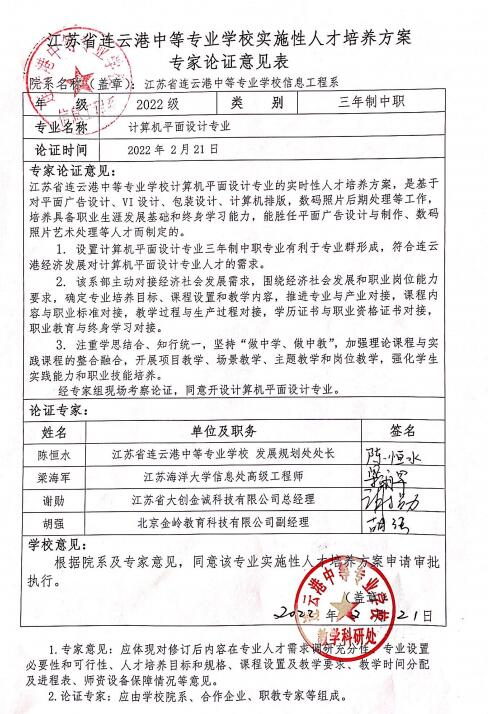 江苏省连云港中等专业学校实施性人才培养方案
专家论证意见表
院系名称（盖章）：江苏省连云港中等专业学校信息工程系
年 级 2022 级 类 别 三年制中职
专业名称 计算机平面设计专业
论证时间 2022 年 2 月 21 日
专家论证意见：
江苏省连云港中等专业学校计算机平面设计专业的实时性人才培养方案，是基于
对平面广告设计、VI 设计、包装设计、计算机排版，数码照片后期处理等工作，
培养具备职业生涯发展基础和终身学习能力，能胜任平面广告设计与制作、数码
照片艺术处理等人才而制定的。
1. 设置计算机平面设计专业三年制中职专业有利于专业群形成，符合连云
港经济发展对计算机平面设计专业人才的需求。
2. 该系部主动对接经济社会发展需求，围绕经济社会发展和职业岗位能力
要求，确定专业培养目标、课程设置和教学内容，推进专业与产业对接，课程内
容与职业标准对接，教学过程与生产过程对接，学历证书与职业资格证书对接，
职业教育与终身学习对接。
3. 注重学思结合、知行统一，坚持“做中学、做中教”，加强理论课程与实
践课程的整合融合，开展项目教学、场景教学、主题教学和岗位教学，强化学生
实践能力和职业技能培养。
经专家组现场考察论证，同意开设计算机平面设计专业。
论证专家：
姓名 单位及职务 签名
陈恒水 江苏省连云港中等专业学校 发展规划处处长 陈恒水
梁海军 江苏海洋大学信息处高级工程师 梁海军
谢勋 江苏省大创金诚科技有限公司总经理 谢勋
胡强 北京金岭教育科技有限公司副经理 胡强
学校意见：
根据院系及专家意见，同意该专业实施性人才培养方案申请审批
执行。
（盖章）
2022 年 2 月 21 日
教学科研处
1.专家意见：应体现对修订后内容在专业人才需求调研充分性、专业设置
必要性和可行性、人才培养目标和规格、课程设置及教学要求、教学时间分配
及进程表、师资设备保障情况等意见。
2.论证专家：应由学校院系、合作企业、职教专家等组成。